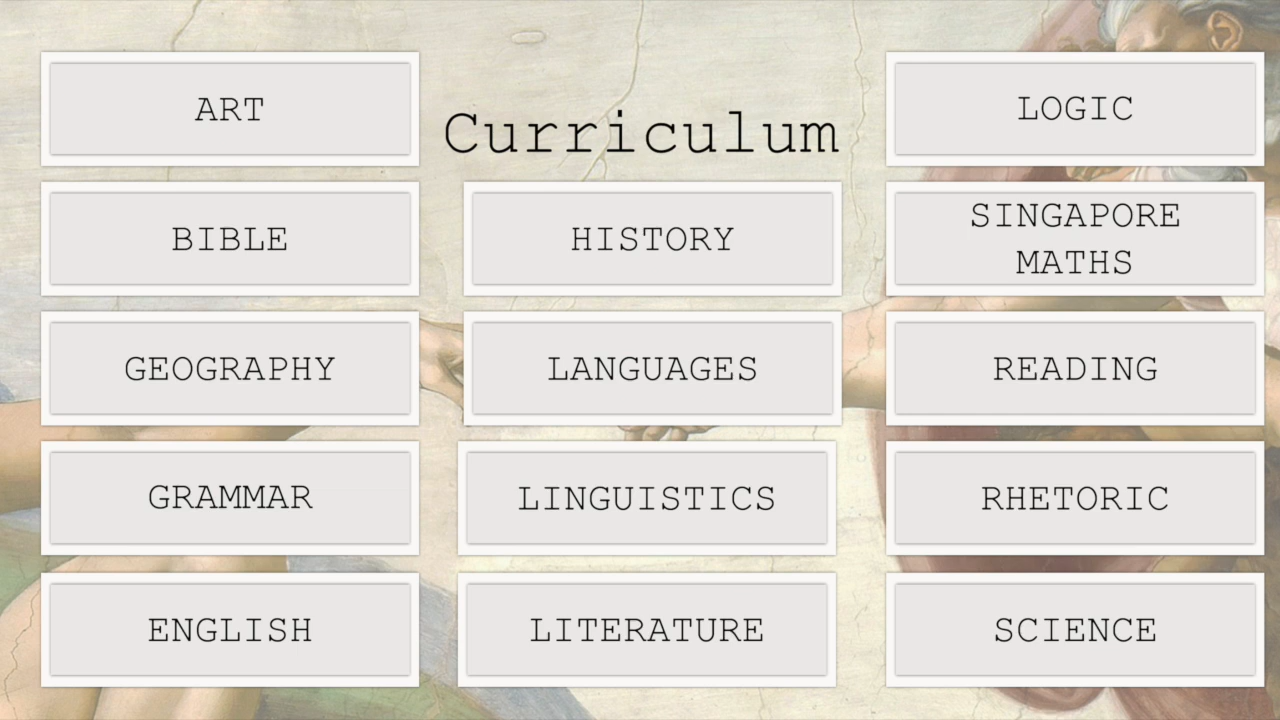 Curriculum
ART
BIBLE
GEOGRAPHY
GRAMMAR
ENGLISH
HISTORY
LANGUAGES
LINGUISTICS
LITERATURE
LOGIC
SINGAPORE
MATHS
READING
RHETORIC
SCIENCE